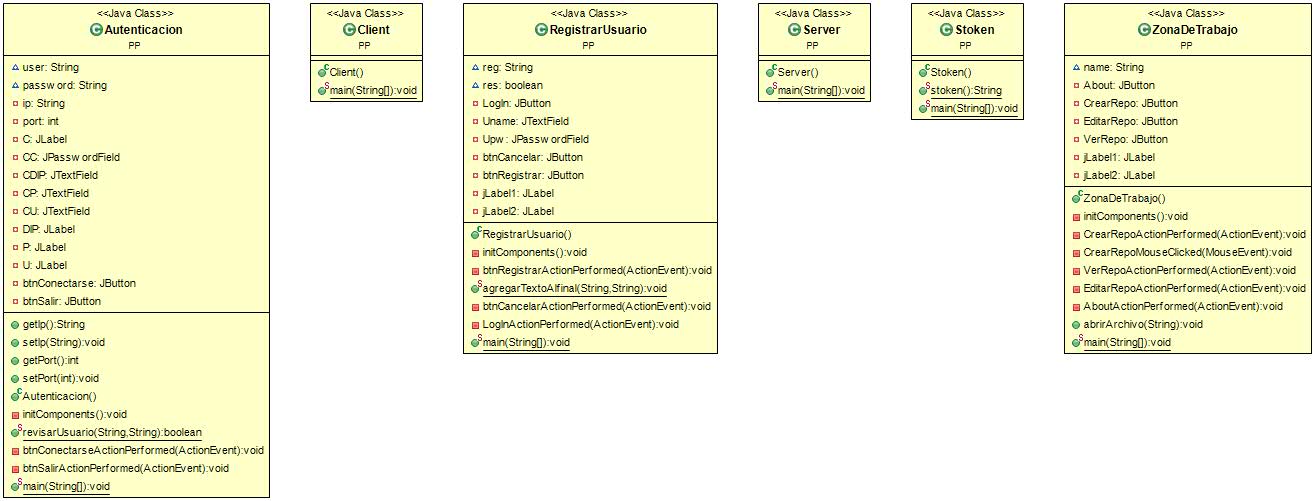 <<Java Class>>
Autenticacion
PP
user: String
password: String
ip: String
port: int
C: JLabel
CC: JPasswordField
CDIP: JTextField
CP: JTextField
CU: JTextField
DIP: JLabel
P: JLabel
U: JLabel
btnConectarse: JButton
btnSalir: JButton
getIp():String
setIp(String):void
getPort():int
setPort(int):void
Autenticacion()
initComponents():void
revisarUsuario(String,String):boolean
btnConectarseActionPerformed(ActionEvent):void
btnSalirActionPerformed(ActionEvent):void
main(String[]):void
<<Java Class>>
Client
PP
Client()
main(String[]):void
<<Java Class>>
RegistrarUsuario
PP
reg: String
res: boolean
LogIn: JButton
Uname: JTextField
Upw: JPasswordField
btnCancelar: JButton
btnRegistrar: JButton
jLabel1: JLabel
jLabel2: JLabel
RegistrarUsuario()
initComponents():void
btnRegistrarActionPerformed(ActionEvent):void
agregarTextoAlfinal(String,String):void
btnCancelarActionPerformed(ActionEvent):void
LogInActionPerformed(ActionEvent):void
main(String[]):void
<<Java Class>>
Server
PP
Server()
main(String[]):void
<<Java Class>>
Stoken
PP
Stoken()
stoken():String
main(String[]):void
<<Java Class>>
ZonaDeTrabajo
PP
name: String
About: JButton
CrearRepo: JButton
EditarRepo: JButton
VerRepo: JButton
jLabel1: JLabel
jLabel2: JLabel
ZonaDeTrabajo()
initComponents():void
CrearRepoActionPerformed(ActionEvent):void
CrearRepoMouseClicked(MouseEvent):void
VerRepoActionPerformed(ActionEvent):void
EditarRepoActionPerformed(ActionEvent):void
AboutActionPerformed(ActionEvent):void
abrirArchivo(String):void
main(String[]):void